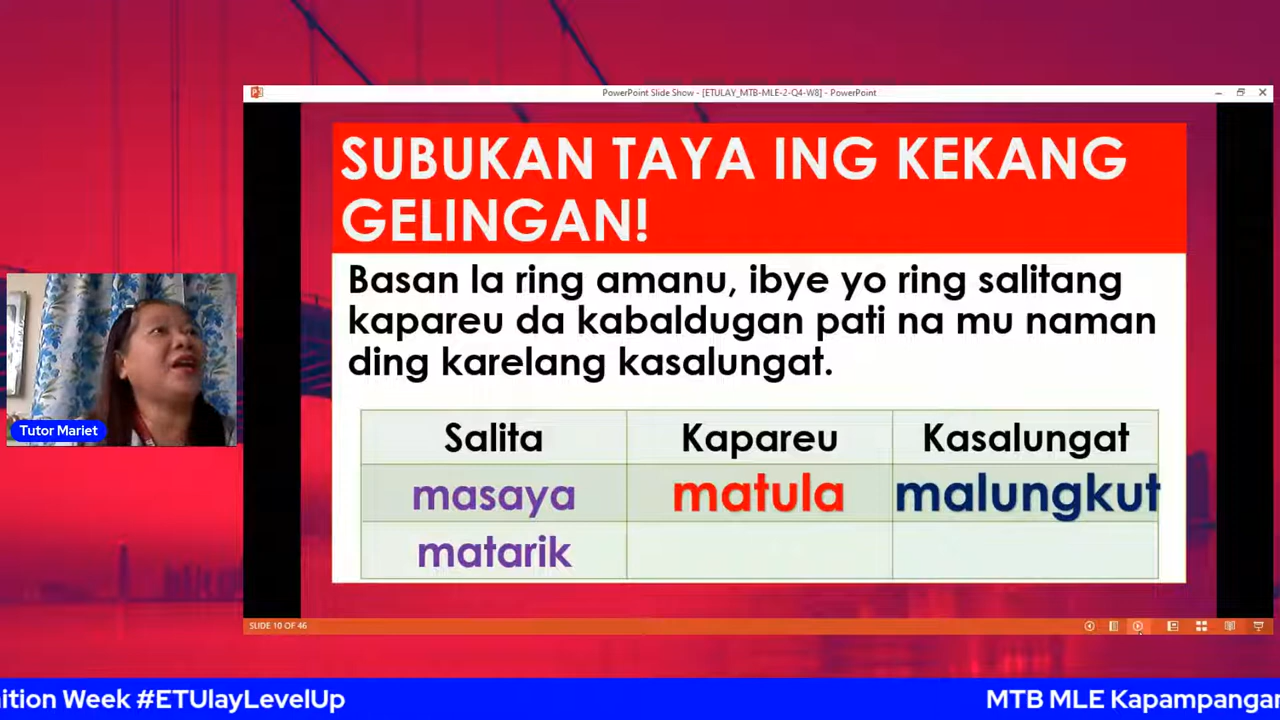 PowerPoint Slide Show - [ETULAY_MTB-MLE-2-Q4-W8] - PowerPoint
SUBUKAN TAYA ING KEKANG
GELINGAN!
Basan la ring amanu, ibye yo ring salitang
kapareu da kabaldugan pati na mu naman
ding karelang kasalungat.
Salita Kapareu Kasalungat
masaya matula malungkut
matarik
Tutor Mariet
SLIDE 10 OF 46
nition Week #ETUlayLevelUp MTB MLE Kapampangan